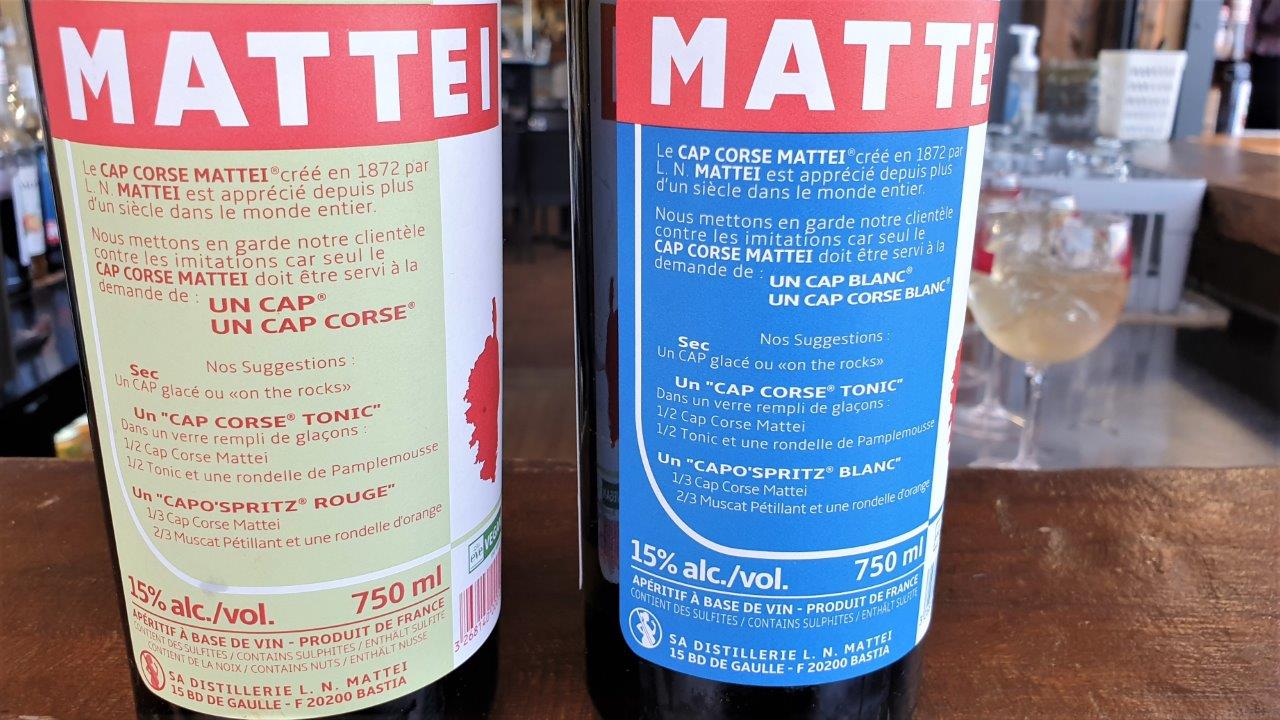 MATTEI
Le CAP CORSE MATTEI® créé en 1872 par
L. N. MATTEI est apprécié depuis plus
d'un siècle dans le monde entier.
Nous mettons en garde notre clientèle
contre les imitations car seul le
CAP CORSE MATTEI doit être servi à la
demande de : UN CAP®
UN CAP CORSE®
Nos Suggestions :
Sec
Un CAP glacé ou «on the rocks»
Un "CAP CORSE® TONIC"
Dans un verre rempli de glaçons :
1/2 Cap Corse Mattei
1/2 Tonic et une rondelle de Pamplemousse
Un "CAPO'SPRITZ® ROUGE"
1/3 Cap Corse Mattei
2/3 Muscat Pétillant et une rondelle d'orange
15% alc./vol. 750 ml
APÉRITIF À BASE DE VIN - PRODUIT DE FRANCE
CONTIENT DES SULFITES / CONTAINS SULPHITES / ENTHÄLT SULFITE
CONTIENT DE LA NOIX / CONTAINS NUTS / ENTHÄLT NUSSE
SA DISTILLERIE L. N. MATTEI
15 BD DE GAULLE - F 20200 BASTIA
MATTE
Le CAP CORSE MATTEI® créé en 1872 par
L. N. MATTEI est apprécié depuis plus
d'un siècle dans le monde entier.
Nous mettons en garde notre clientèle
contre les imitations car seul le
CAP CORSE MATTEI doit être servi à la
demande de : UN CAP BLANC®
UN CAP CORSE BLANC®
Nos Suggestions :
Sec
Un CAP glacé ou «on the rocks»
Un "CAP CORSE® TONIC"
Dans un verre rempli de glaçons :
1/2 Cap Corse Mattei
1/2 Tonic et une rondelle de Pamplemousse
Un "CAPO'SPRITZ® BLANC"
1/3 Cap Corse Mattei
2/3 Muscat Pétillant et une rondelle d'orange
15% alc./vol. 750 ml
APÉRITIF À BASE DE VIN - PRODUIT DE FRANCE
CONTIENT DES SULFITES / CONTAINS SULPHITES / ENTHÄLT SULFITE
SA DISTILLERIE L. N. MATTEI
15 BD DE GAULLE - F 20200 BASTIA